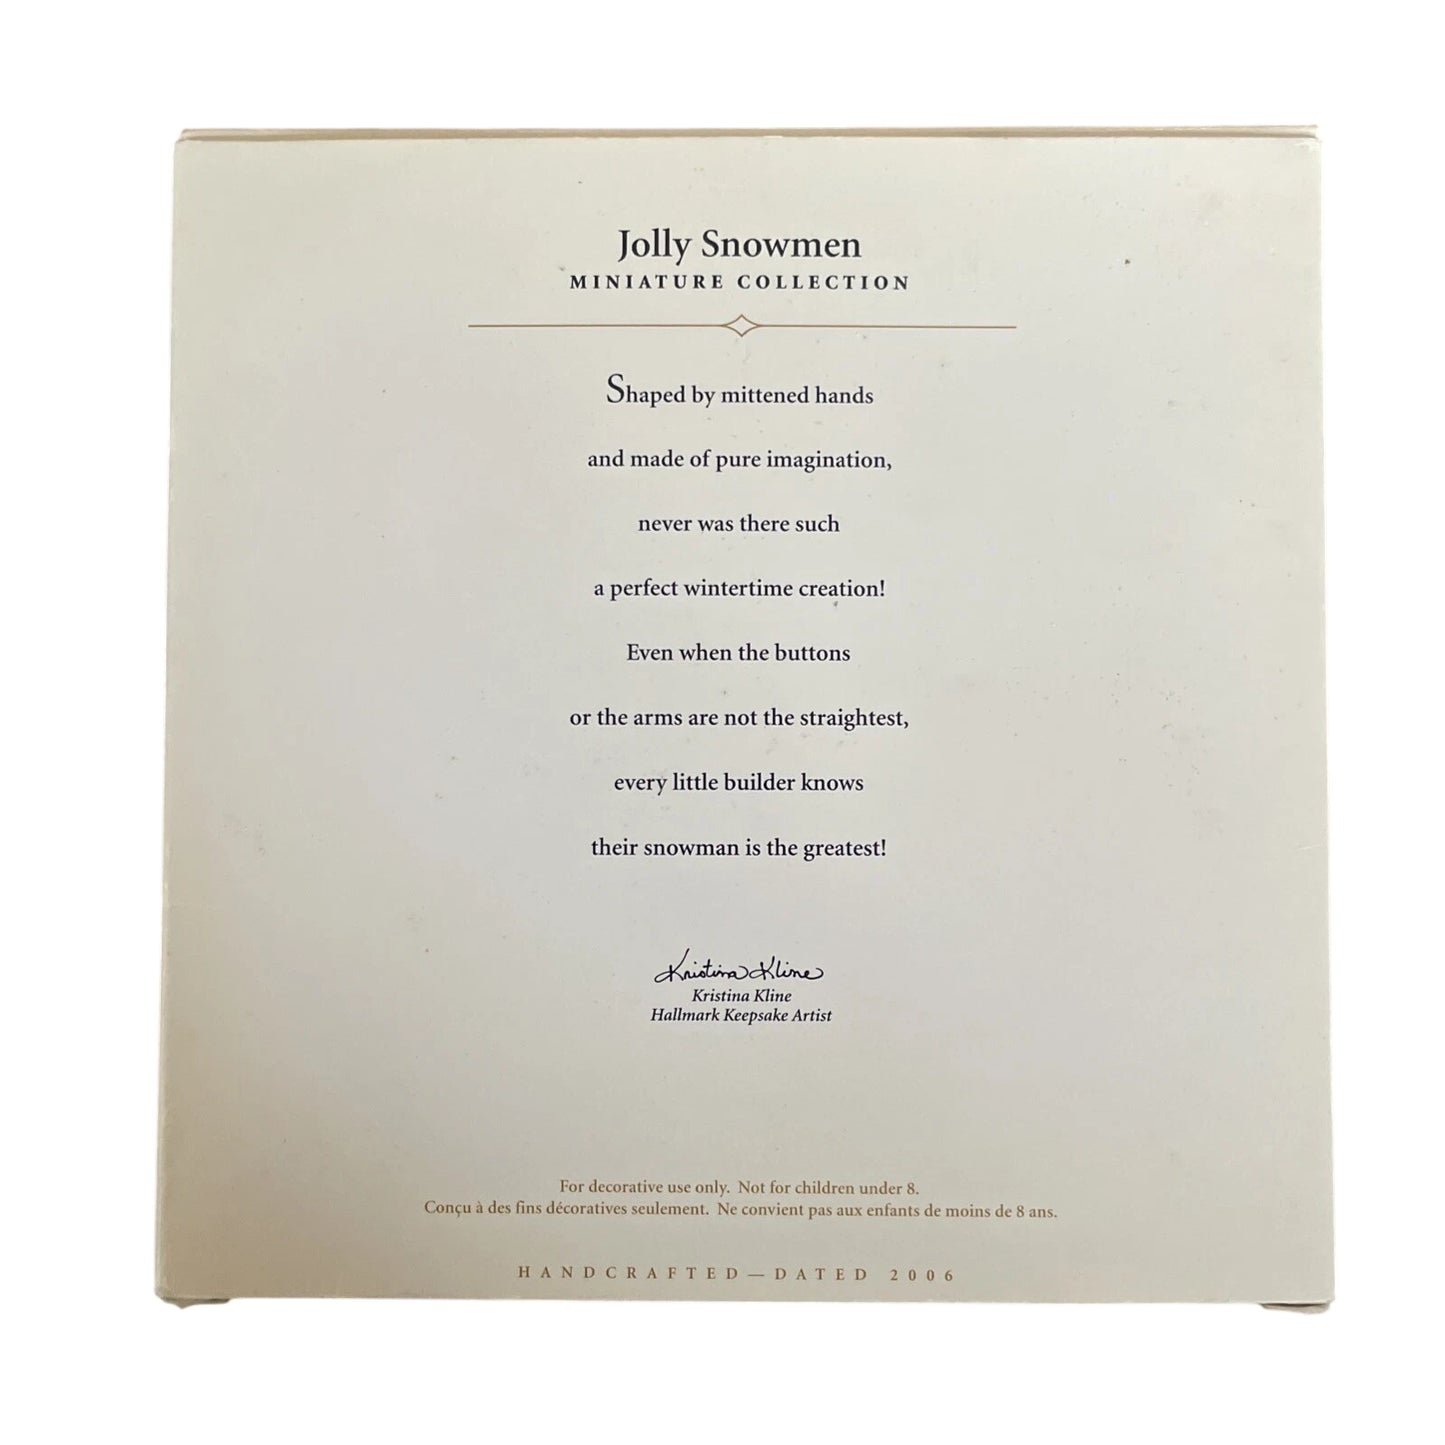 Jolly Snowmen
MINIATURE COLLECTION
Shaped by mittened hands
and made of pure imagination,
never was there such
a perfect wintertime creation!
Even when the buttons
or the arms are not the straightest,
every little builder knows
their snowman is the greatest!
Kristina Kline
Kristina Kline
Hallmark Keepsake Artist
For decorative use only. Not for children under 8.
Conçu à des fins décoratives seulement. Ne convient pas aux enfants de moins de 8 ans.
HANDCRAFTED—DATED 2006